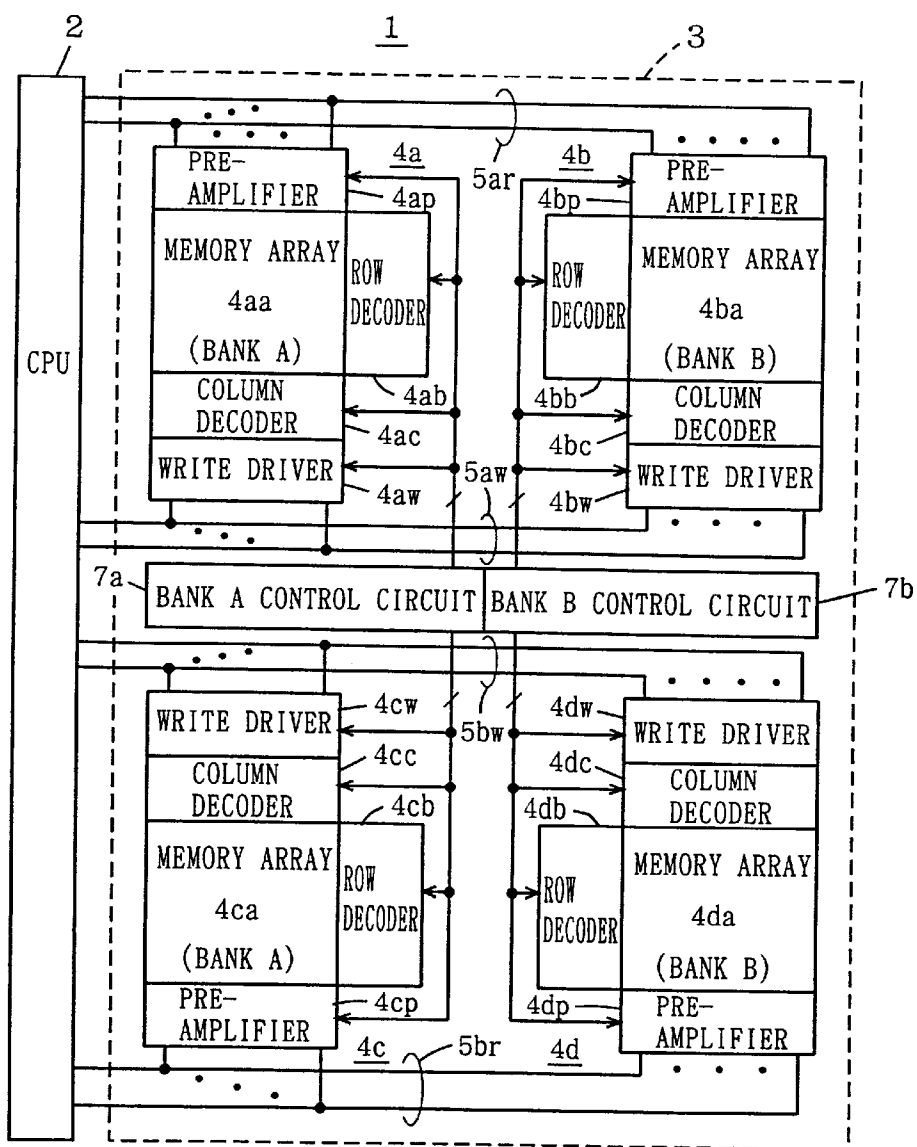 1
2
3
CPU
PRE-
AMPLIFIER
4a
4ap
MEMORY ARRAY
4aa
(BANK A)
ROW
DECODER
4ab
COLUMN
DECODER
4ac
WRITE DRIVER
4aw
5ar
4b
4bp
PRE-
AMPLIFIER
ROW
DECODER
MEMORY ARRAY
4ba
(BANK B)
4bb
COLUMN
DECODER
4bc
WRITE DRIVER
4bw
5aw
7a
BANK A CONTROL CIRCUIT
BANK B CONTROL CIRCUIT
7b
5bw
WRITE DRIVER
4cw
COLUMN
DECODER
4cc
4cb
MEMORY ARRAY
4ca
(BANK A)
ROW
DECODER
PRE-
AMPLIFIER
4cp
4c
4dw
WRITE DRIVER
4dc
COLUMN
DECODER
4db
ROW
DECODER
MEMORY ARRAY
4da
(BANK B)
4dp
PRE-
AMPLIFIER
4d
5br